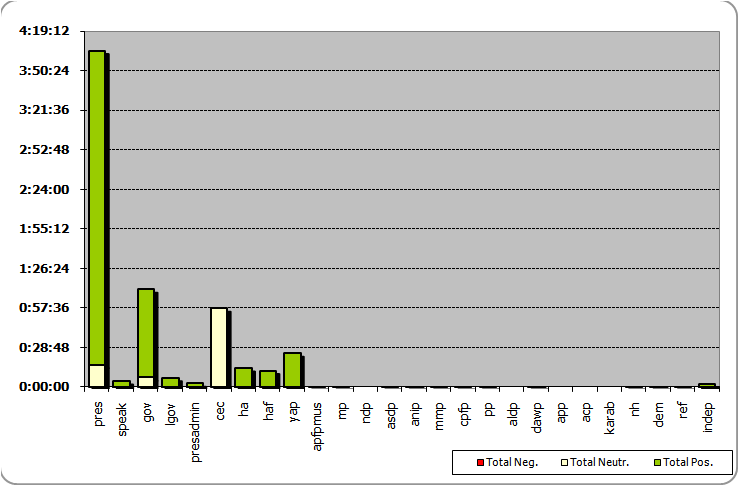 4:19:12
3:50:24
3:21:36
2:52:48
2:24:00
1:55:12
1:26:24
0:57:36
0:28:48
0:00:00
pres
speak
gov
lgov
presadmin
cec
ha
haf
yap
apfpmus
mp
ndp
asdp
anip
mmp
cpfp
pp
aldp
dawp
app
acp
karab
nh
dem
ref
indep
Total Neg. Total Neutr. Total Pos.